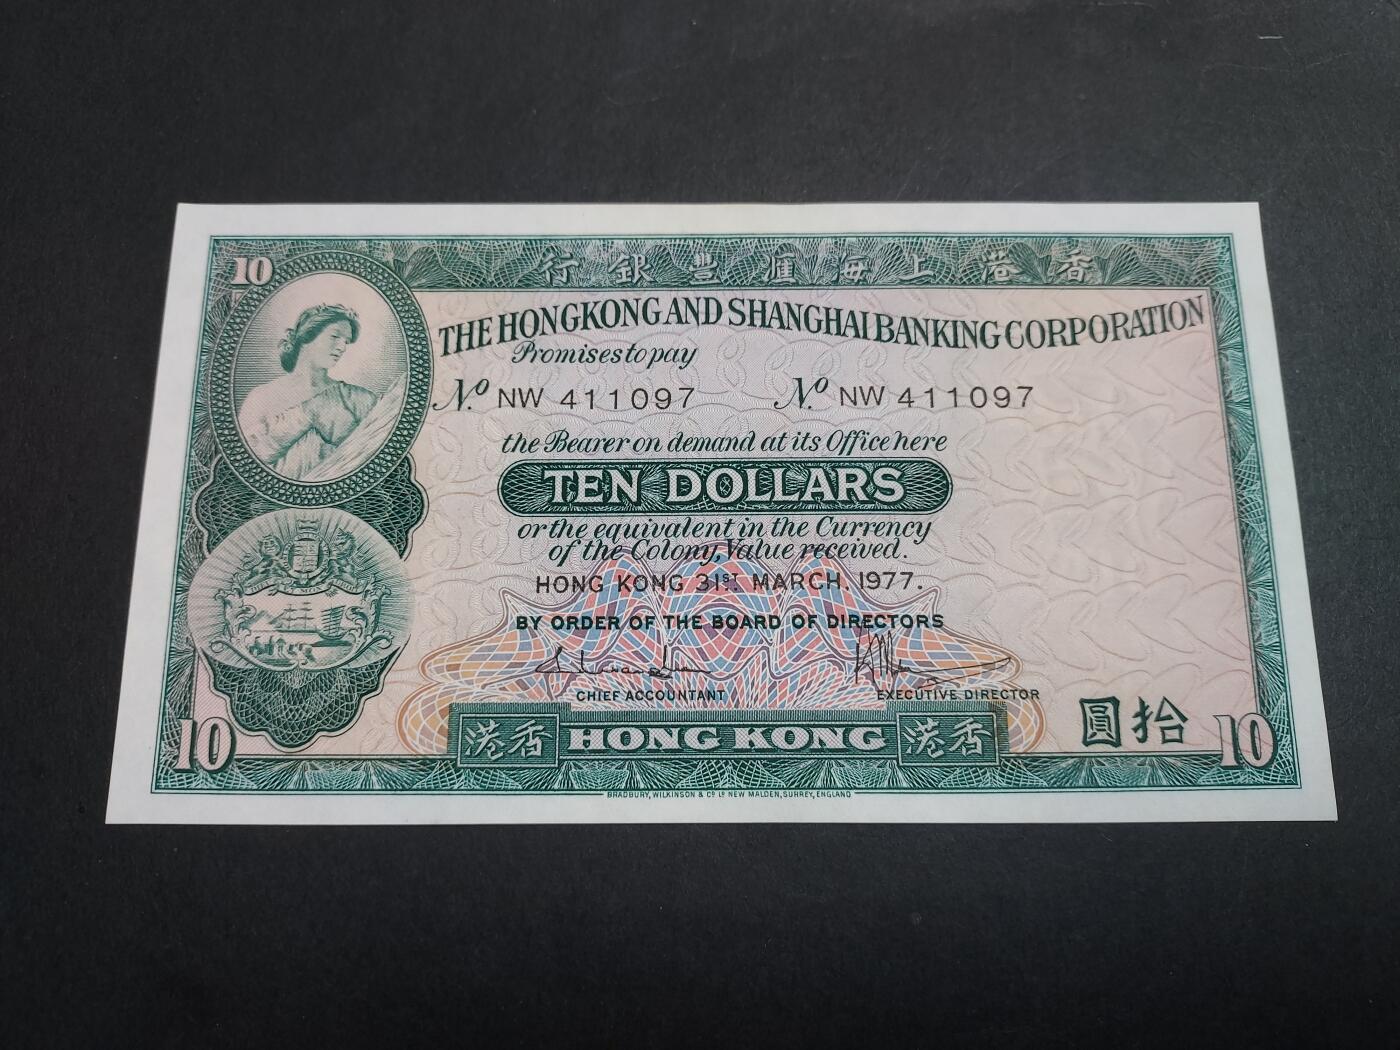 10
行銀豐滙海上港香
THE HONGKONG AND SHANGHAI BANKING CORPORATION
Promises to pay
No. NW 411097 No. NW 411097
the Bearer on demand at its Office here
TEN DOLLARS
or the equivalent in the Currency
of the Colony, Value received.
HONG KONG 31ST MARCH, 1977.
BY ORDER OF THE BOARD OF DIRECTORS
CHIEF ACCOUNTANT EXECUTIVE DIRECTOR
10 港香 HONG KONG 港香 圓拾 10
BRADBURY, WILKINSON & Co. Ld. NEW MALDEN, SURREY, ENGLAND